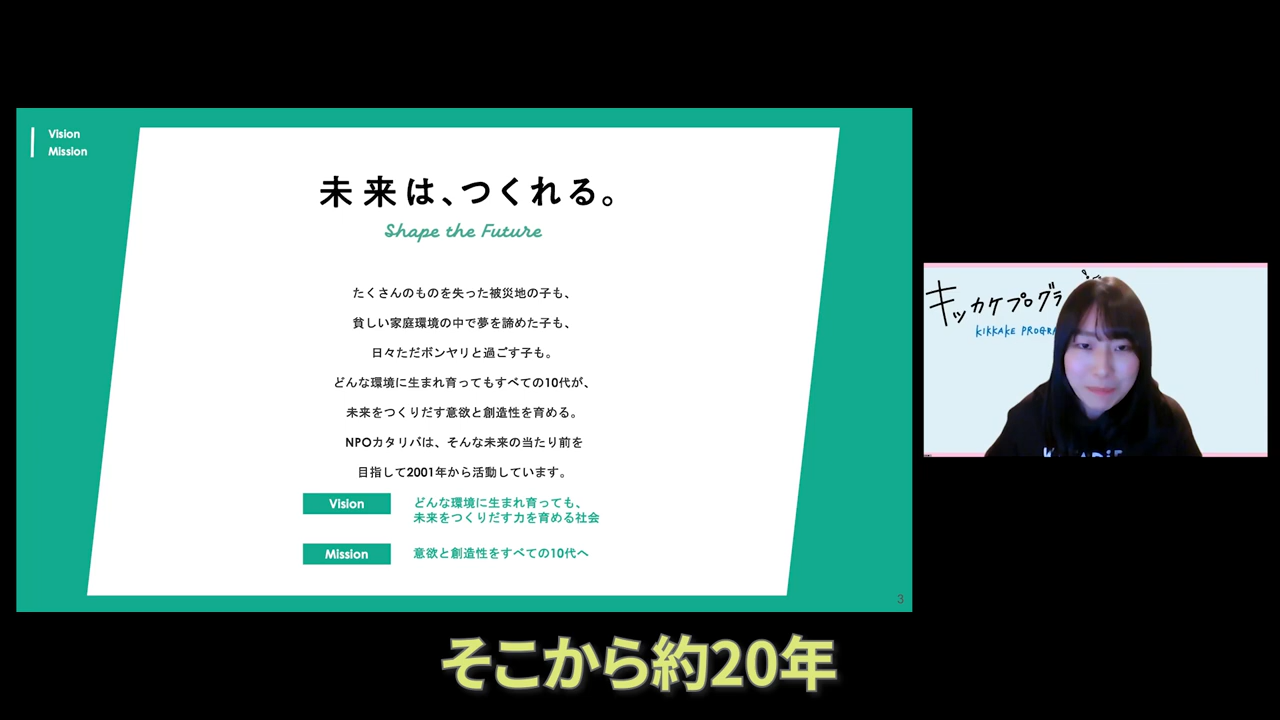 Vision
Mission
未来は、つくれる。
Shape the Future
たくさんのものを失った被災地の子も、
貧しい家庭環境の中で夢を諦めた子も、
日々ただボンヤリと過ごす子も。
どんな環境に生まれ育ってもすべての10代が、
未来をつくりだす意欲と創造性を育める。
NPOカタリバは、そんな未来の当たり前を
目指して2001年から活動しています。
Vision
どんな環境に生まれ育っても、
未来をつくりだす力を育める社会
Mission
意欲と創造性をすべての10代へ
3
キッカケプログラ
KIKKAKE PROGRA
そこから約20年